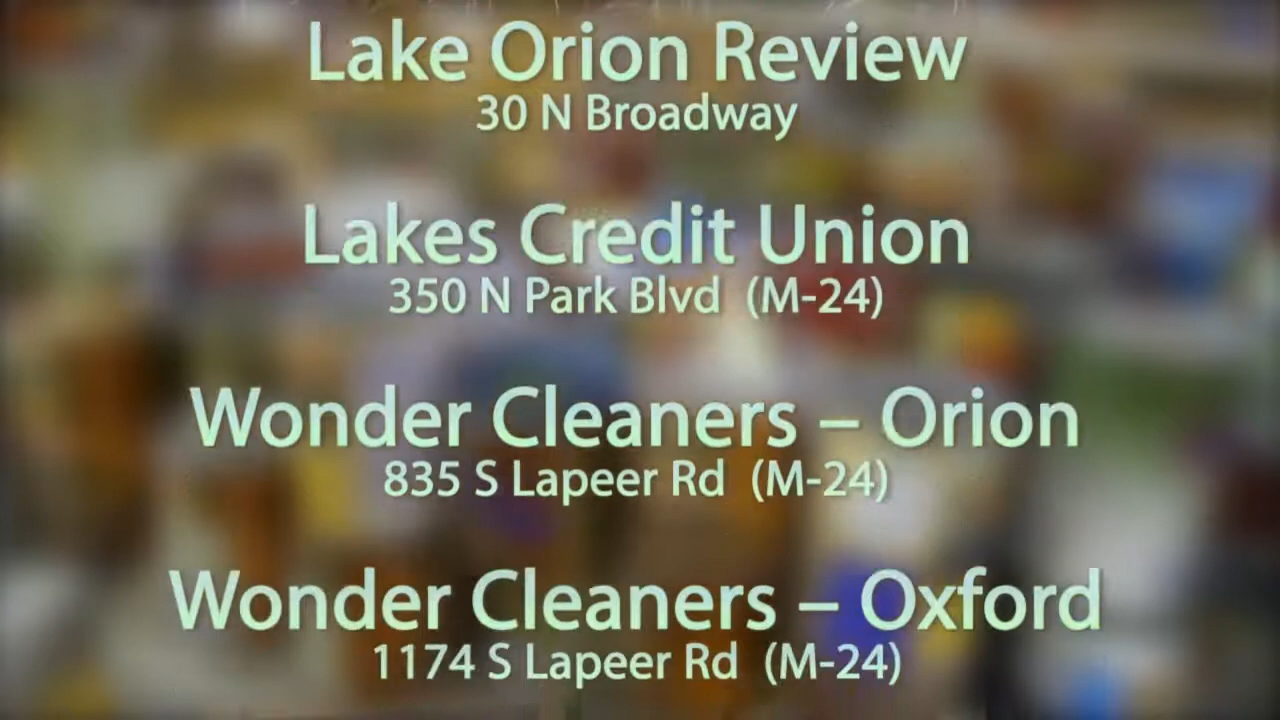 Lake Orion Review
30 N Broadway
Lakes Credit Union
350 N Park Blvd (M-24)
Wonder Cleaners – Orion
835 S Lapeer Rd (M-24)
Wonder Cleaners – Oxford
1174 S Lapeer Rd (M-24)